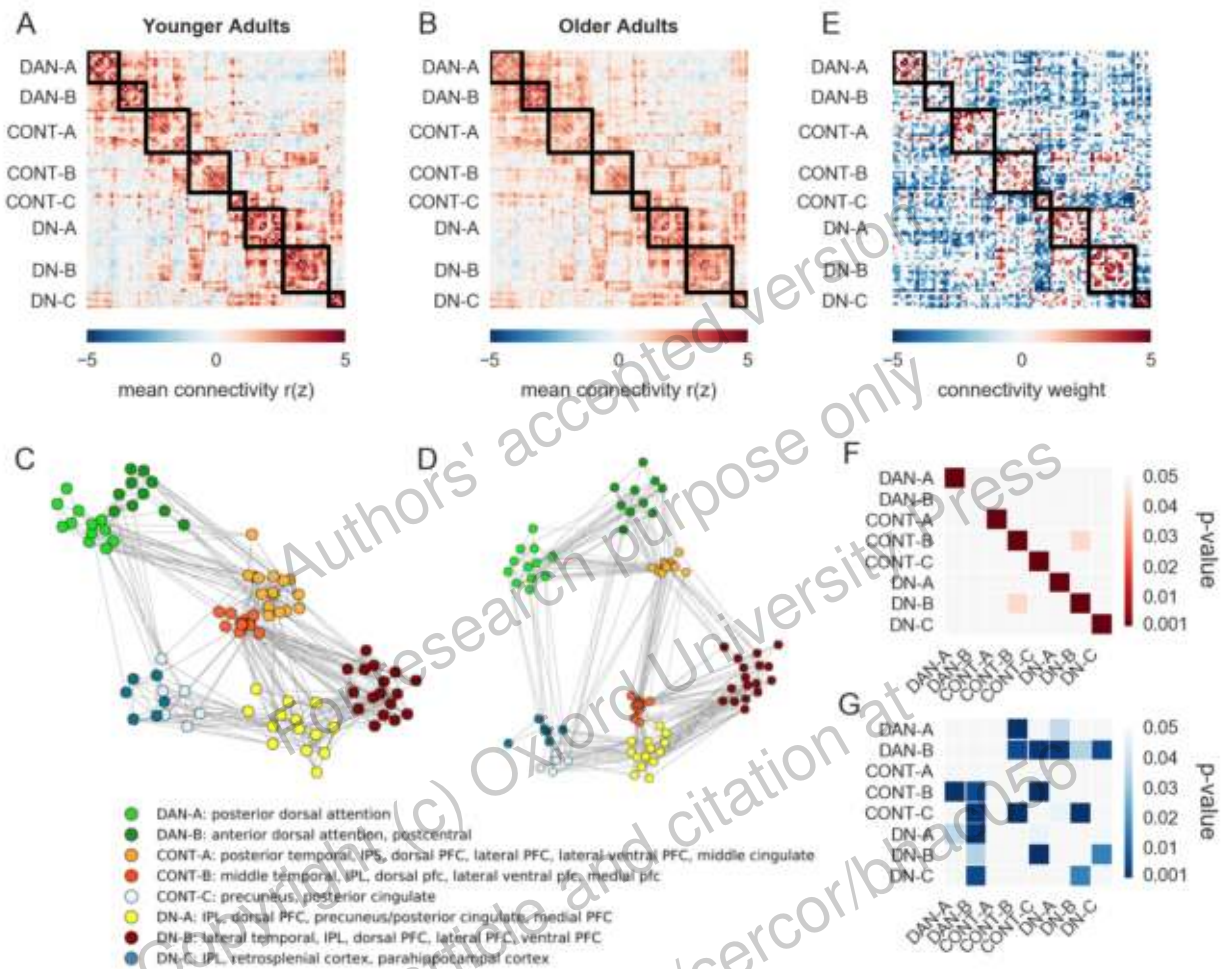 A
Younger Adults
B
Older Adults
E
DAN-A
DAN-B
CONT-A
CONT-B
CONT-C
DN-A
DN-B
DN-C
DAN-A
DAN-B
CONT-A
CONT-B
CONT-C
DN-A
DN-B
DN-C
DAN-A
DAN-B
CONT-A
CONT-B
CONT-C
DN-A
DN-B
DN-C
−5 0 5
mean connectivity r(z)
−5 0 5
mean connectivity r(z)
−5 0 5
connectivity weight
C
D
F
DAN-A
DAN-B
CONT-A
CONT-B
CONT-C
DN-A
DN-B
DN-C
0.05
0.04
0.03
0.02
0.01
0.001
p-value
DAN-A
DAN-B
CONT-A
CONT-B
CONT-C
DN-A
DN-B
DN-C
G
DAN-A
DAN-B
CONT-A
CONT-B
CONT-C
DN-A
DN-B
DN-C
0.05
0.04
0.03
0.02
0.01
0.001
p-value
DAN-A
DAN-B
CONT-A
CONT-B
CONT-C
DN-A
DN-B
DN-C
DAN-A: posterior dorsal attention
DAN-B: anterior dorsal attention, postcentral
CONT-A: posterior temporal, IPS, dorsal PFC, lateral PFC, lateral ventral PFC, middle cingulate
CONT-B: middle temporal, IPL, dorsal pfc, lateral ventral pfc, medial pfc
CONT-C: precuneus, posterior cingulate
DN-A: IPL, dorsal PFC, precuneus/posterior cingulate, medial PFC
DN-B: lateral temporal, IPL, dorsal PFC, lateral PFC, ventral PFC
DN-C: IPL, retrosplenial cortex, parahippocampal cortex
Authors' accepted version
For research purpose only
Copyright (c) Oxford University Press
article and citation at
/cercor/bhac056